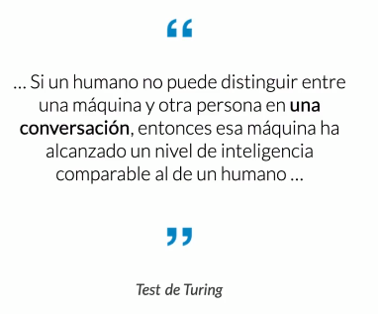 “
... Si un humano no puede distinguir entre
una máquina y otra persona en una
conversación, entonces esa máquina ha
alcanzado un nivel de inteligencia
comparable al de un humano ...
”
Test de Turing